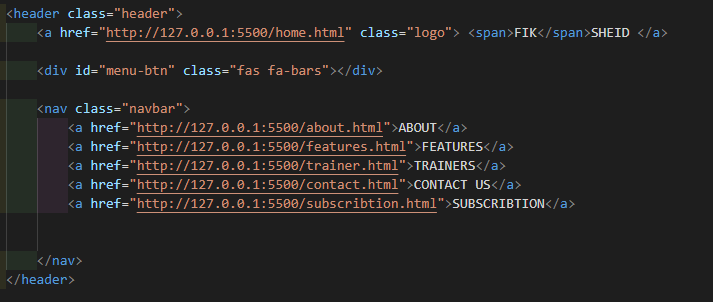 <header class="header">
<a href="http://127.0.0.1:5500/home.html" class="logo"> <span>FIK</span>SHEID </a>
<div id="menu-btn" class="fas fa-bars"></div>
<nav class="navbar">
<a href="http://127.0.0.1:5500/about.html">ABOUT</a>
<a href="http://127.0.0.1:5500/features.html">FEATURES</a>
<a href="http://127.0.0.1:5500/trainer.html">TRAINERS</a>
<a href="http://127.0.0.1:5500/contact.html">CONTACT US</a>
<a href="http://127.0.0.1:5500/subscribtion.html">SUBSCRIBTION</a>
</nav>
</header>